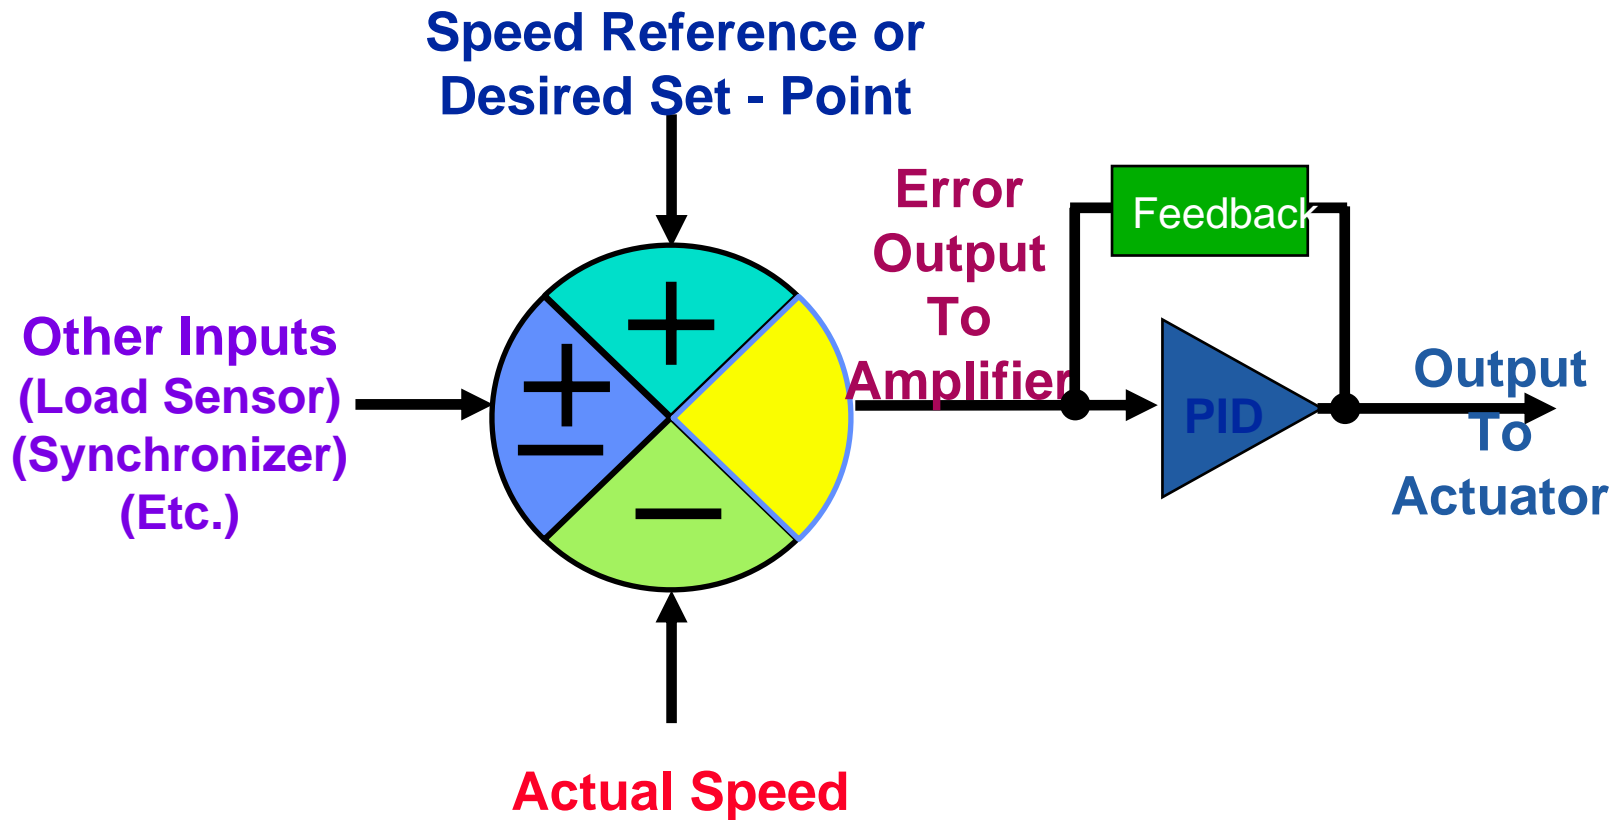 Speed Reference or
Desired Set - Point
Error
Output
To
Amplifier
Feedback
Other Inputs
(Load Sensor)
(Synchronizer)
(Etc.)
+
+
−
−
PID
Output
To
Actuator
Actual Speed